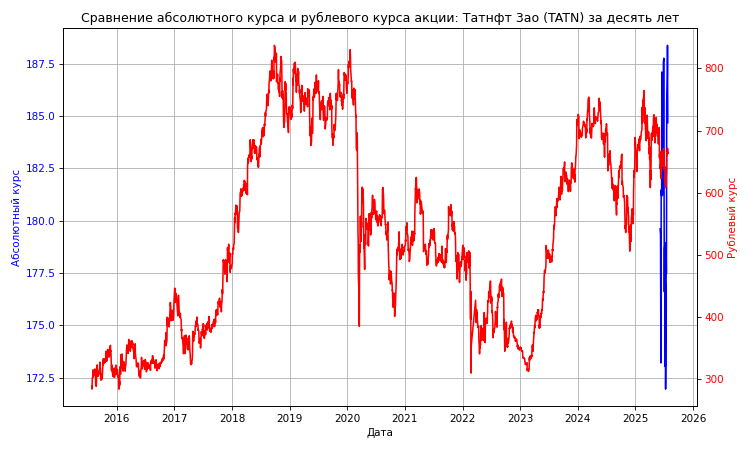 Сравнение абсолютного курса и рублевого курса акции: Татнфт 3ао (TATN) за десять лет
187.5
185.0
182.5
180.0
177.5
175.0
172.5
Абсолютный курс
800
700
600
500
400
300
Рублевый курс
2016 2017 2018 2019 2020 2021 2022 2023 2024 2025 2026
Дата